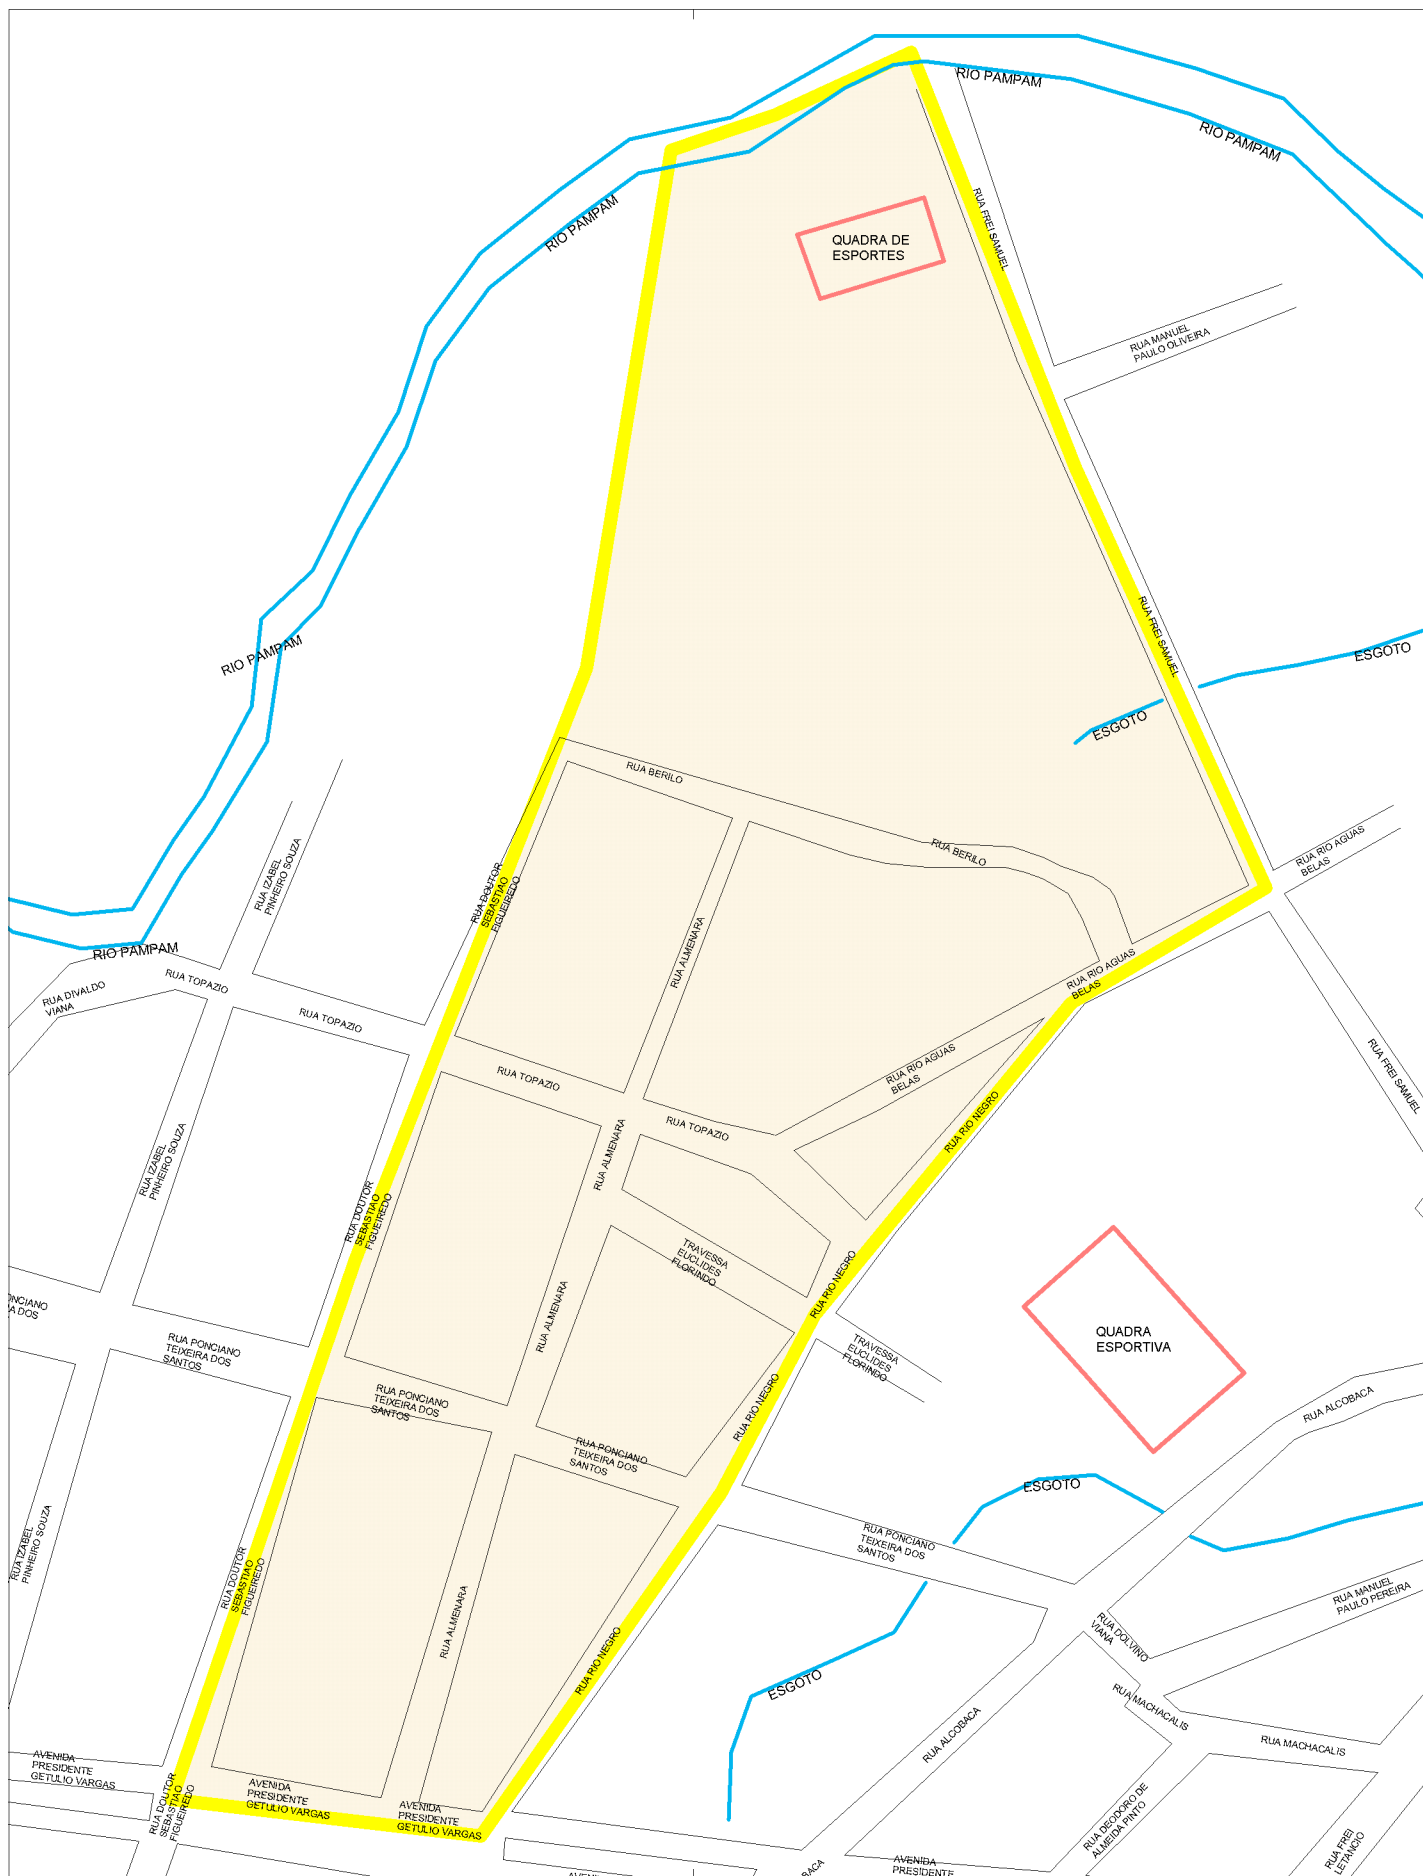 RIO PAMPAM
RIO PAMPAM
RIO PAMPAM
RUA FREI SAMUEL
QUADRA DE
ESPORTES
RUA MANUEL
PAULO OLIVEIRA
RIO PAMPAM
RUA FREI SAMUEL
ESGOTO
ESGOTO
RUA BERILO
RUA BERILO
RUA RIO AGUAS
BELAS
RUA IZABEL
PINHEIRO SOUZA
RUA DOUTOR
SEBASTIAO
FIGUEIREDO
RUA ALMENARA
RIO PAMPAM
RUA TOPAZIO
RUA DIVALDO
VIANA
RUA TOPAZIO
RUA RIO AGUAS
BELAS
RUA TOPAZIO
RUA RIO AGUAS
BELAS
RUA FREI SAMUEL
RUA TOPAZIO
RUA RIO NEGRO
RUA IZABEL
PINHEIRO SOUZA
RUA ALMENARA
RUA DOUTOR
SEBASTIAO
FIGUEIREDO
TRAVESSA
EUCLIDES
FLORINDO
RUA RIO NEGRO
ONCIANO
A DOS
RUA ALMENARA
QUADRA
ESPORTIVA
RUA PONCIANO
TEIXEIRA DOS
SANTOS
TRAVESSA
EUCLIDES
FLORINDO
RUA PONCIANO
TEIXEIRA DOS
SANTOS
RUA RIO NEGRO
RUA ALCOBACA
RUA PONCIANO
TEIXEIRA DOS
SANTOS
ESGOTO
RUA IZABEL
PINHEIRO SOUZA
RUA PONCIANO
TEIXEIRA DOS
SANTOS
RUA DOUTOR
SEBASTIAO
FIGUEIREDO
RUA ALMENARA
RUA MANUEL
PAULO PEREIRA
RUA DOLVINO
VIANA
RUA RIO NEGRO
ESGOTO
RUA MACHACALIS
RUA ALCOBACA
RUA MACHACALIS
AVENIDA
PRESIDENTE
GETULIO VARGAS
RUA DOUTOR
SEBASTIAO
FIGUEIREDO
AVENIDA
PRESIDENTE
GETULIO VARGAS
AVENIDA
PRESIDENTE
GETULIO VARGAS
RUA DEODORO DE
ALMEIDA PINTO
RUA FREI
LETANCIO
BACA
AVENIDA
PRESIDENTE